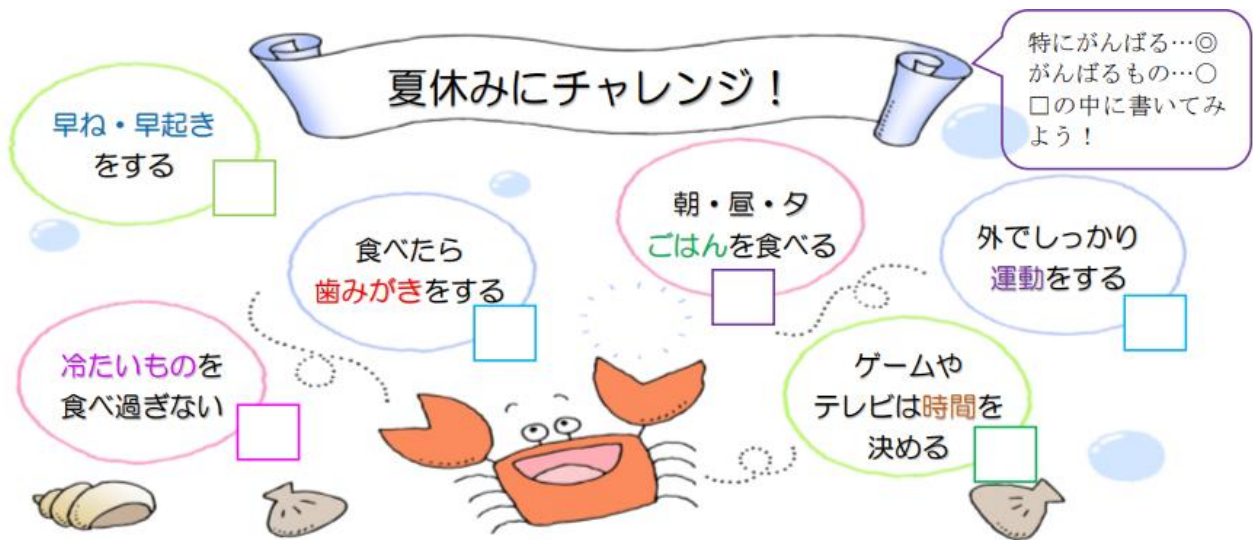 夏休みにチャレンジ！
特にがんばる…◎
がんばるもの…○
□の中に書いてみ
よう！
早ね・早起き
をする
食べたら
歯みがきをする
朝・昼・夕
ごはんを食べる
外でしっかり
運動をする
冷たいものを
食べ過ぎない
ゲームや
テレビは時間を
決める